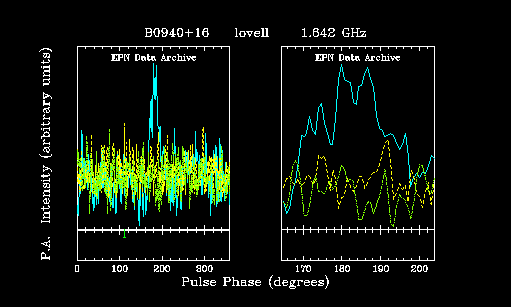 B0940+16 lovell 1.642 GHz
EPN Data Archive EPN Data Archive
P.A. Intensity (arbitrary units)
0 100 200 300 170 180 190 200
Pulse Phase (degrees)